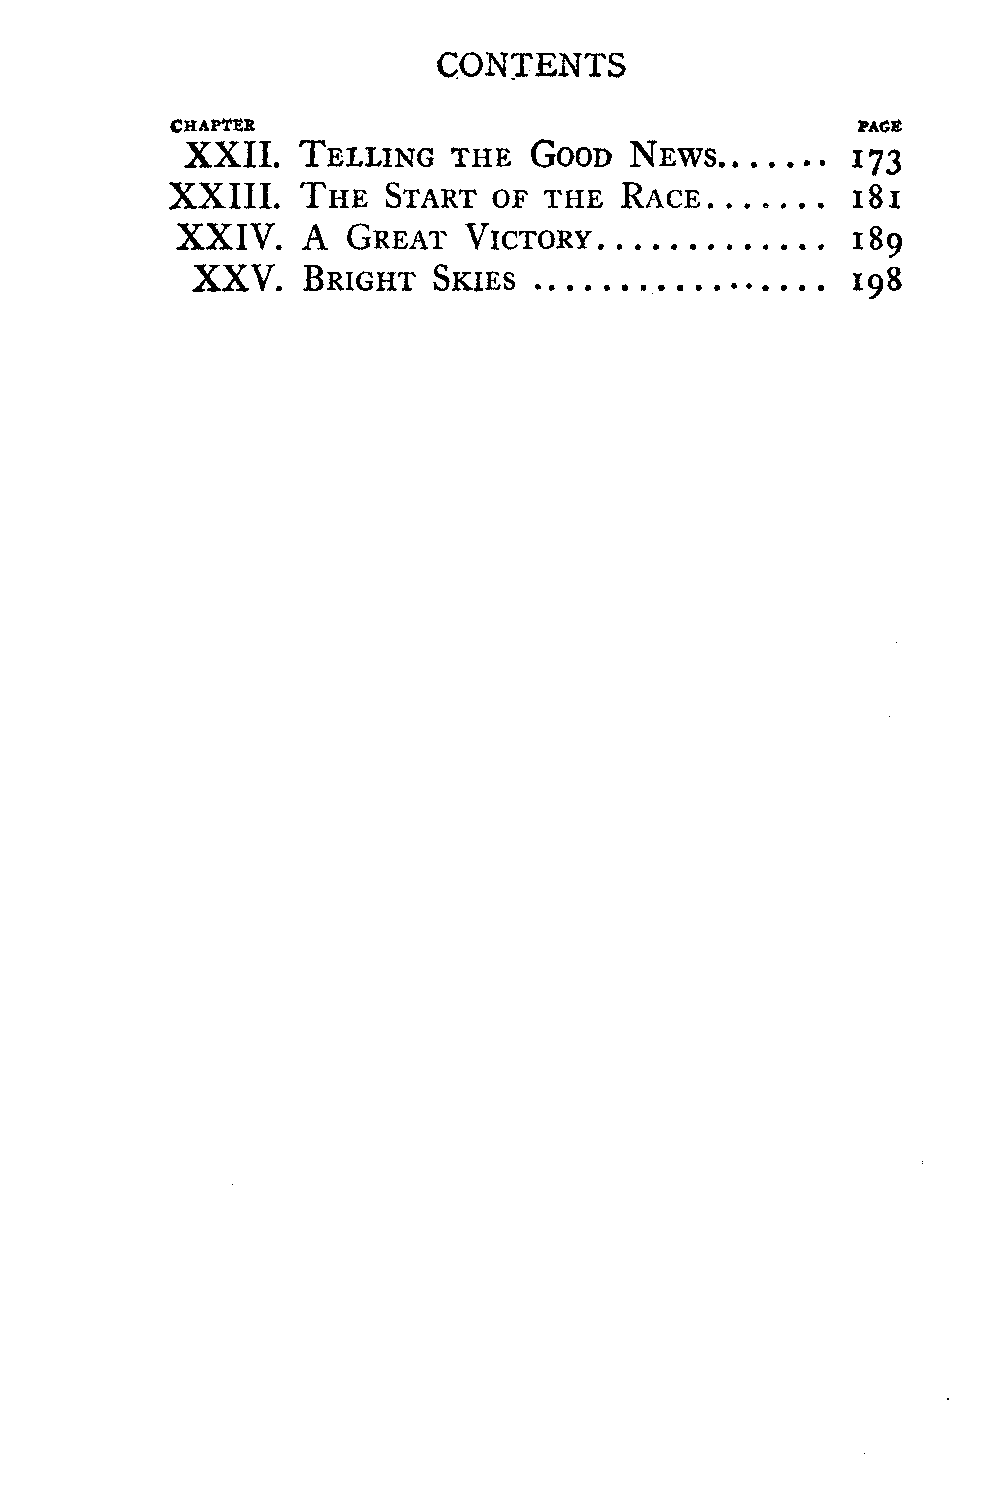 CONTENTS
CHAPTER PAGE
XXII. TELLING THE GOOD NEWS....... 173
XXIII. THE START OF THE RACE....... 181
XXIV. A GREAT VICTORY............. 189
XXV. BRIGHT SKIES ................. 198